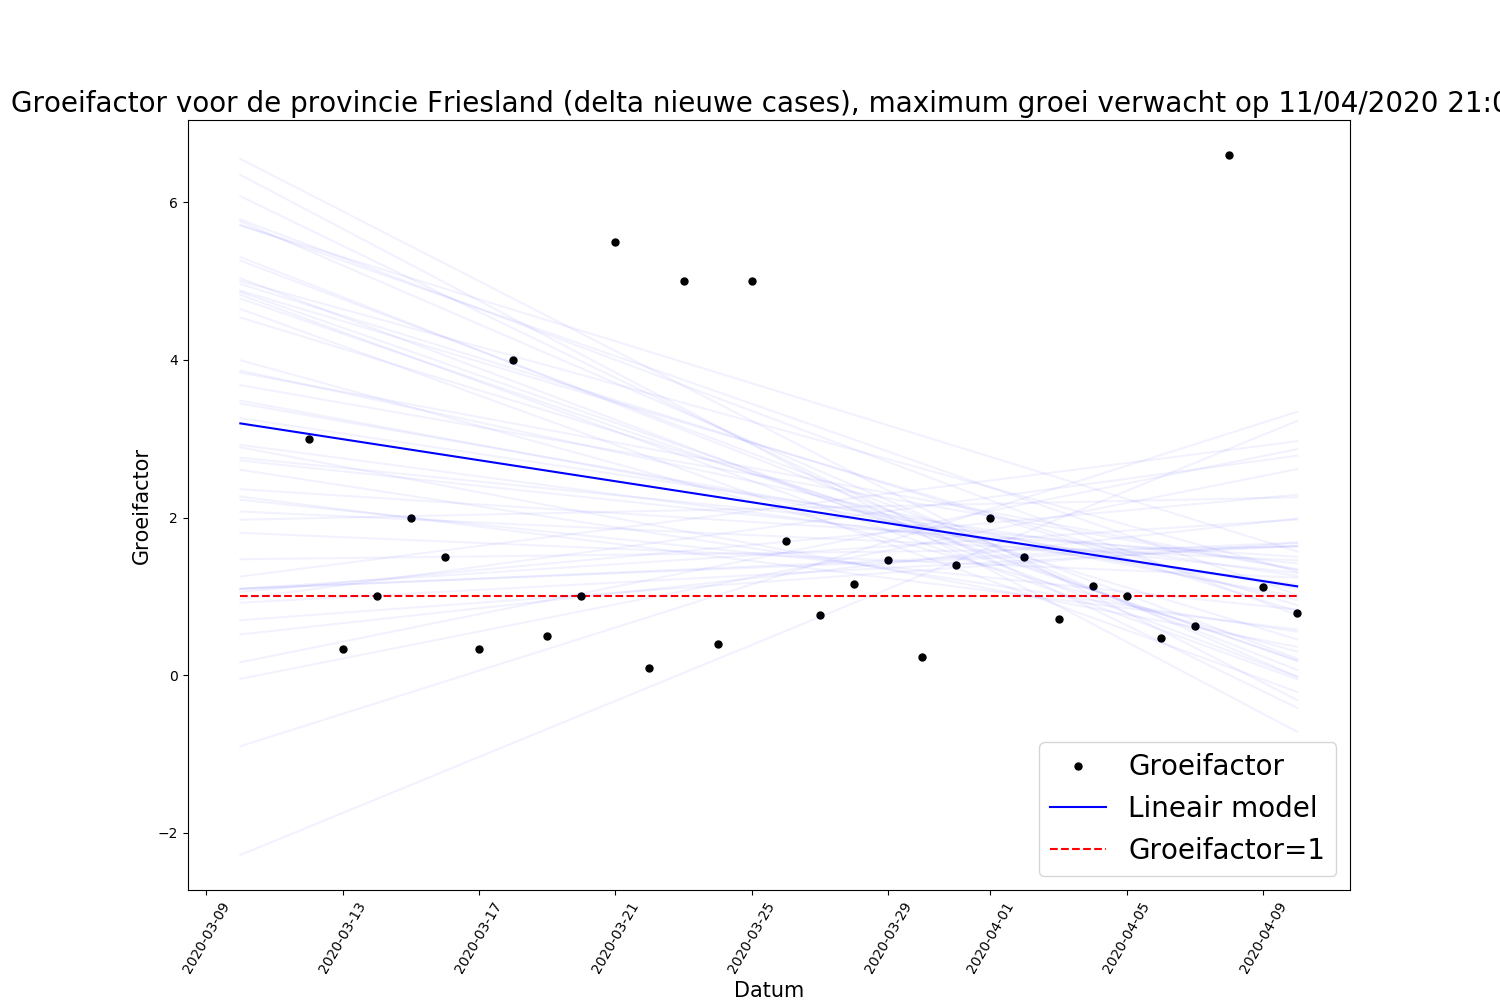 Groeifactor voor de provincie Friesland (delta nieuwe cases), maximum groei verwacht op 11/04/2020
Groeifactor
6
4
2
0
−2
Groeifactor
Lineair model
Groeifactor=1
2020-03-09
2020-03-13
2020-03-17
2020-03-21
2020-03-25
2020-03-29
2020-04-01
2020-04-05
2020-04-09
Datum